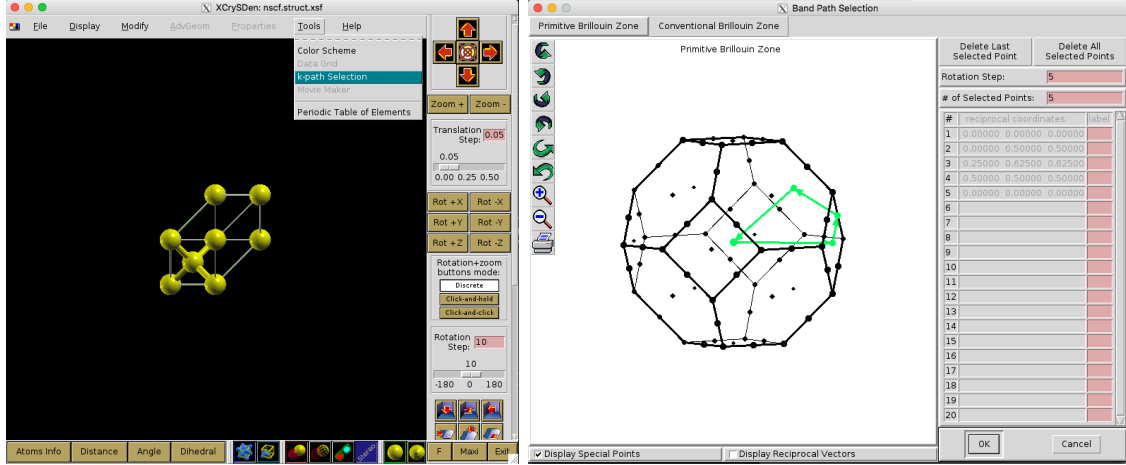 XCrySDen: nscf.struct.xsf
File Display Modify AdvGeom Properties Tools Help
Color Scheme
Data Grid
k-path Selection
Movie Maker
Periodic Table of Elements
Zoom + Zoom -
Translation
Step: 0.05
0.05
0.00 0.25 0.50
Rot +X Rot -X
Rot +Y Rot -Y
Rot +Z Rot -Z
Rotation+zoom
buttons mode:
Discrete
Click-and-hold
Click-and-click
Rotation
Step: 10
10
-180 0 180
Atoms Info Distance Angle Dihedral Stereo F Maxi Exit
Band Path Selection
Primitive Brillouin Zone Conventional Brillouin Zone
Primitive Brillouin Zone
Delete Last
Selected Point
Delete All
Selected Points
Rotation Step: 5
# of Selected Points: 5
# reciprocal coordinates label
1 0.00000 0.00000 0.00000
2 0.00000 0.50000 0.50000
3 0.25000 0.62500 0.62500
4 0.50000 0.50000 0.50000
5 0.00000 0.00000 0.00000
6
7
8
9
10
11
12
13
14
15
16
17
18
19
20
OK Cancel
Display Special Points Display Reciprocal Vectors